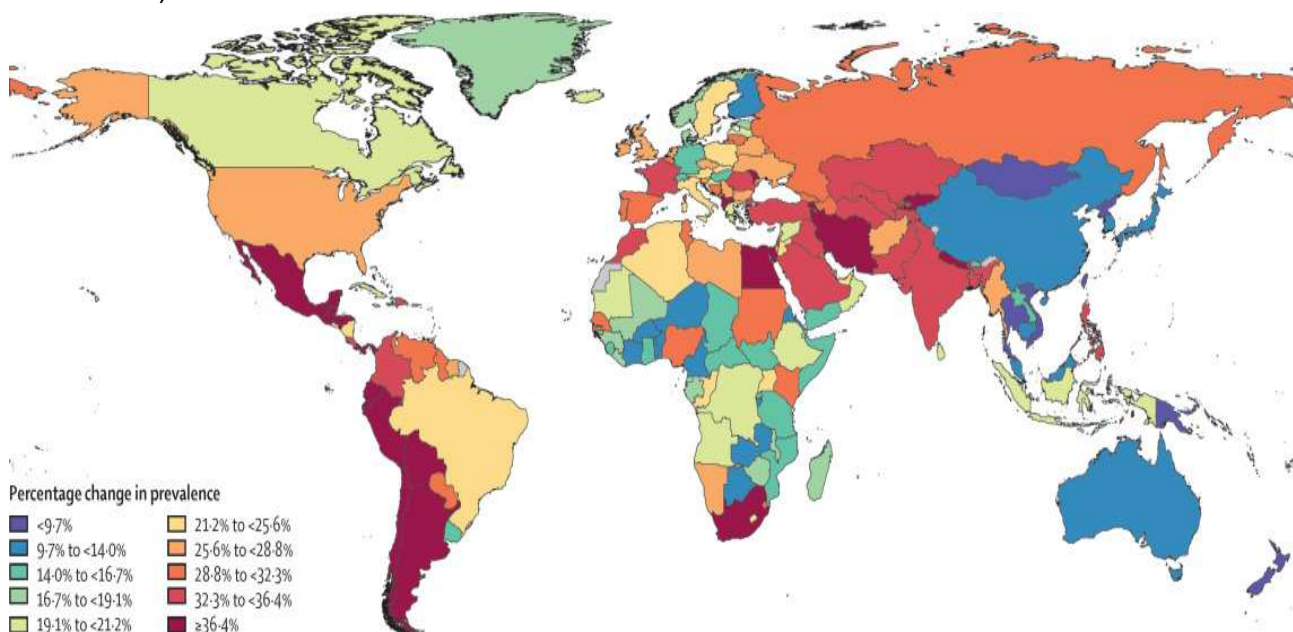 Percentage change in prevalence
<9·7%
9·7% to <14·0%
14·0% to <16·7%
16·7% to <19·1%
19·1% to <21·2%
21·2% to <25·6%
25·6% to <28·8%
28·8% to <32·3%
32·3% to <36·4%
≥36·4%